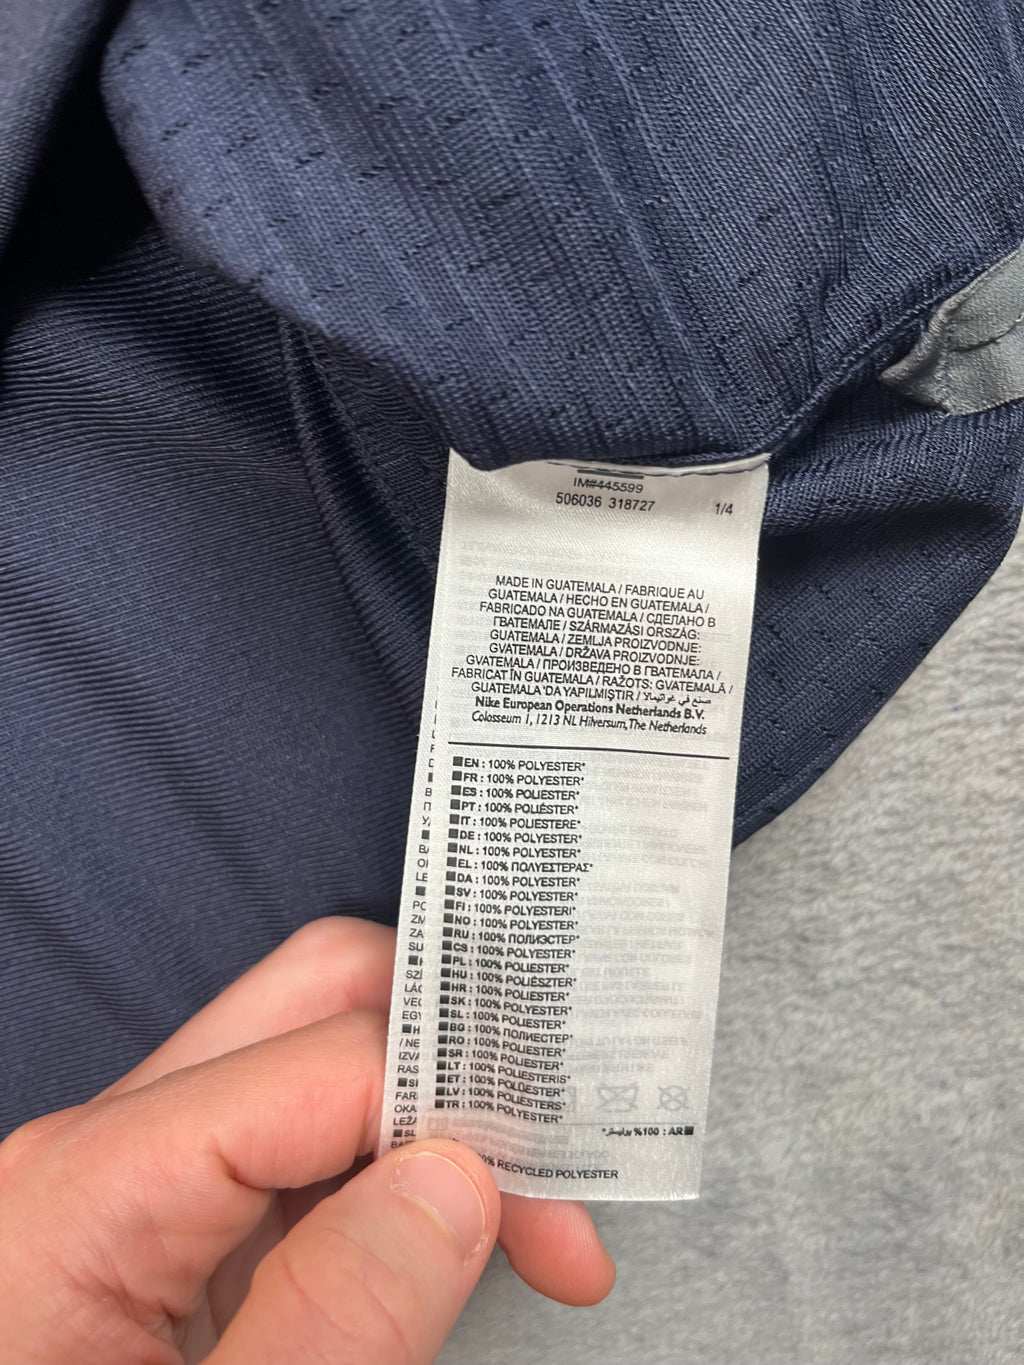 IM#445599
506036 318727
1/4
MADE IN GUATEMALA / FABRIQUE AU
GUATEMALA / HECHO EN GUATEMALA /
FABRICADO NA GUATEMALA / СДЕЛАНО В
ГВАТЕМАЛЕ / SZÁRMAZÁSI ORSZÁG:
GUATEMALA / ZEMLJA PROIZVODNJE:
GVATEMALA / DRŽAVA PROIZVODNJE:
GVATEMALA / ПРОИЗВЕДЕНО В ГВАТЕМАЛА /
FABRICAT ÎN GUATEMALA / RAŽOTS: GVATEMALĀ /
GUATEMALA 'DA YAPILMIŞTIR / صنع في غواتيمالا
Nike European Operations Netherlands B.V.
Colosseum 1, 1213 NL Hilversum, The Netherlands
EN : 100% POLYESTER*
FR : 100% POLYESTER*
ES : 100% POLIESTER*
PT : 100% POLIÉSTER*
IT : 100% POLIESTERE*
DE : 100% POLYESTER*
NL : 100% POLYESTER*
EL : 100% ΠΟΛΥΕΣΤΕΡΑΣ*
DA : 100% POLYESTER*
SV : 100% POLYESTER*
FI : 100% POLYESTERI*
NO : 100% POLYESTER*
RU : 100% ПОЛИЭСТЕР*
CS : 100% POLYESTER*
PL : 100% POLIESTER*
HU : 100% POLIÉSZTER*
HR : 100% POLIESTER*
SK : 100% POLYESTER*
SL : 100% POLIESTER*
BG : 100% ПОЛИЕСТЕР*
RO : 100% POLIESTER*
SR : 100% POLIESTER*
LT : 100% POLIESTERIS*
ET : 100% POLÜESTER*
LV : 100% POLIESTERS*
TR : 100% POLYESTER*
AR : 100% بوليستر*
RECYCLED POLYESTER